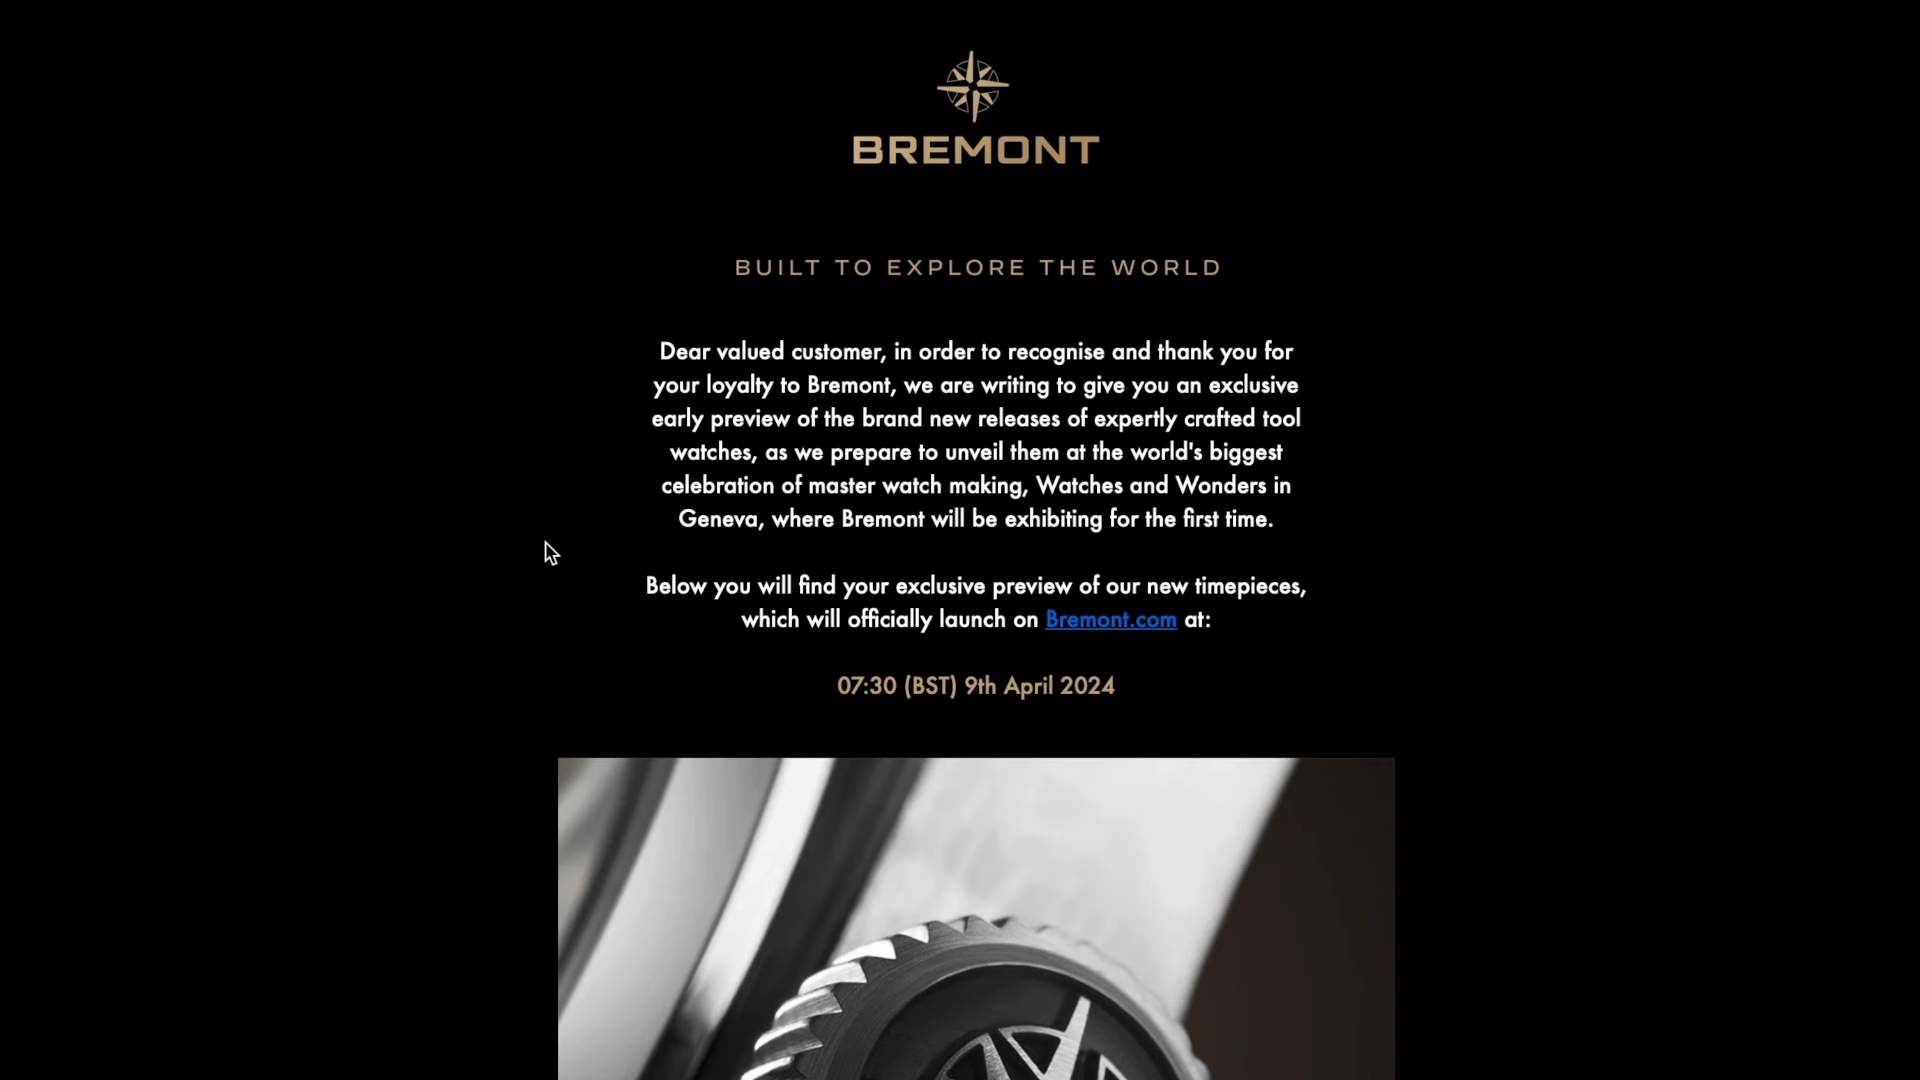 BREMONT
BUILT TO EXPLORE THE WORLD
Dear valued customer, in order to recognise and thank you for
your loyalty to Bremont, we are writing to give you an exclusive
early preview of the brand new releases of expertly crafted tool
watches, as we prepare to unveil them at the world's biggest
celebration of master watch making, Watches and Wonders in
Geneva, where Bremont will be exhibiting for the first time.
Below you will find your exclusive preview of our new timepieces,
which will officially launch on Bremont.com at:
07:30 (BST) 9th April 2024